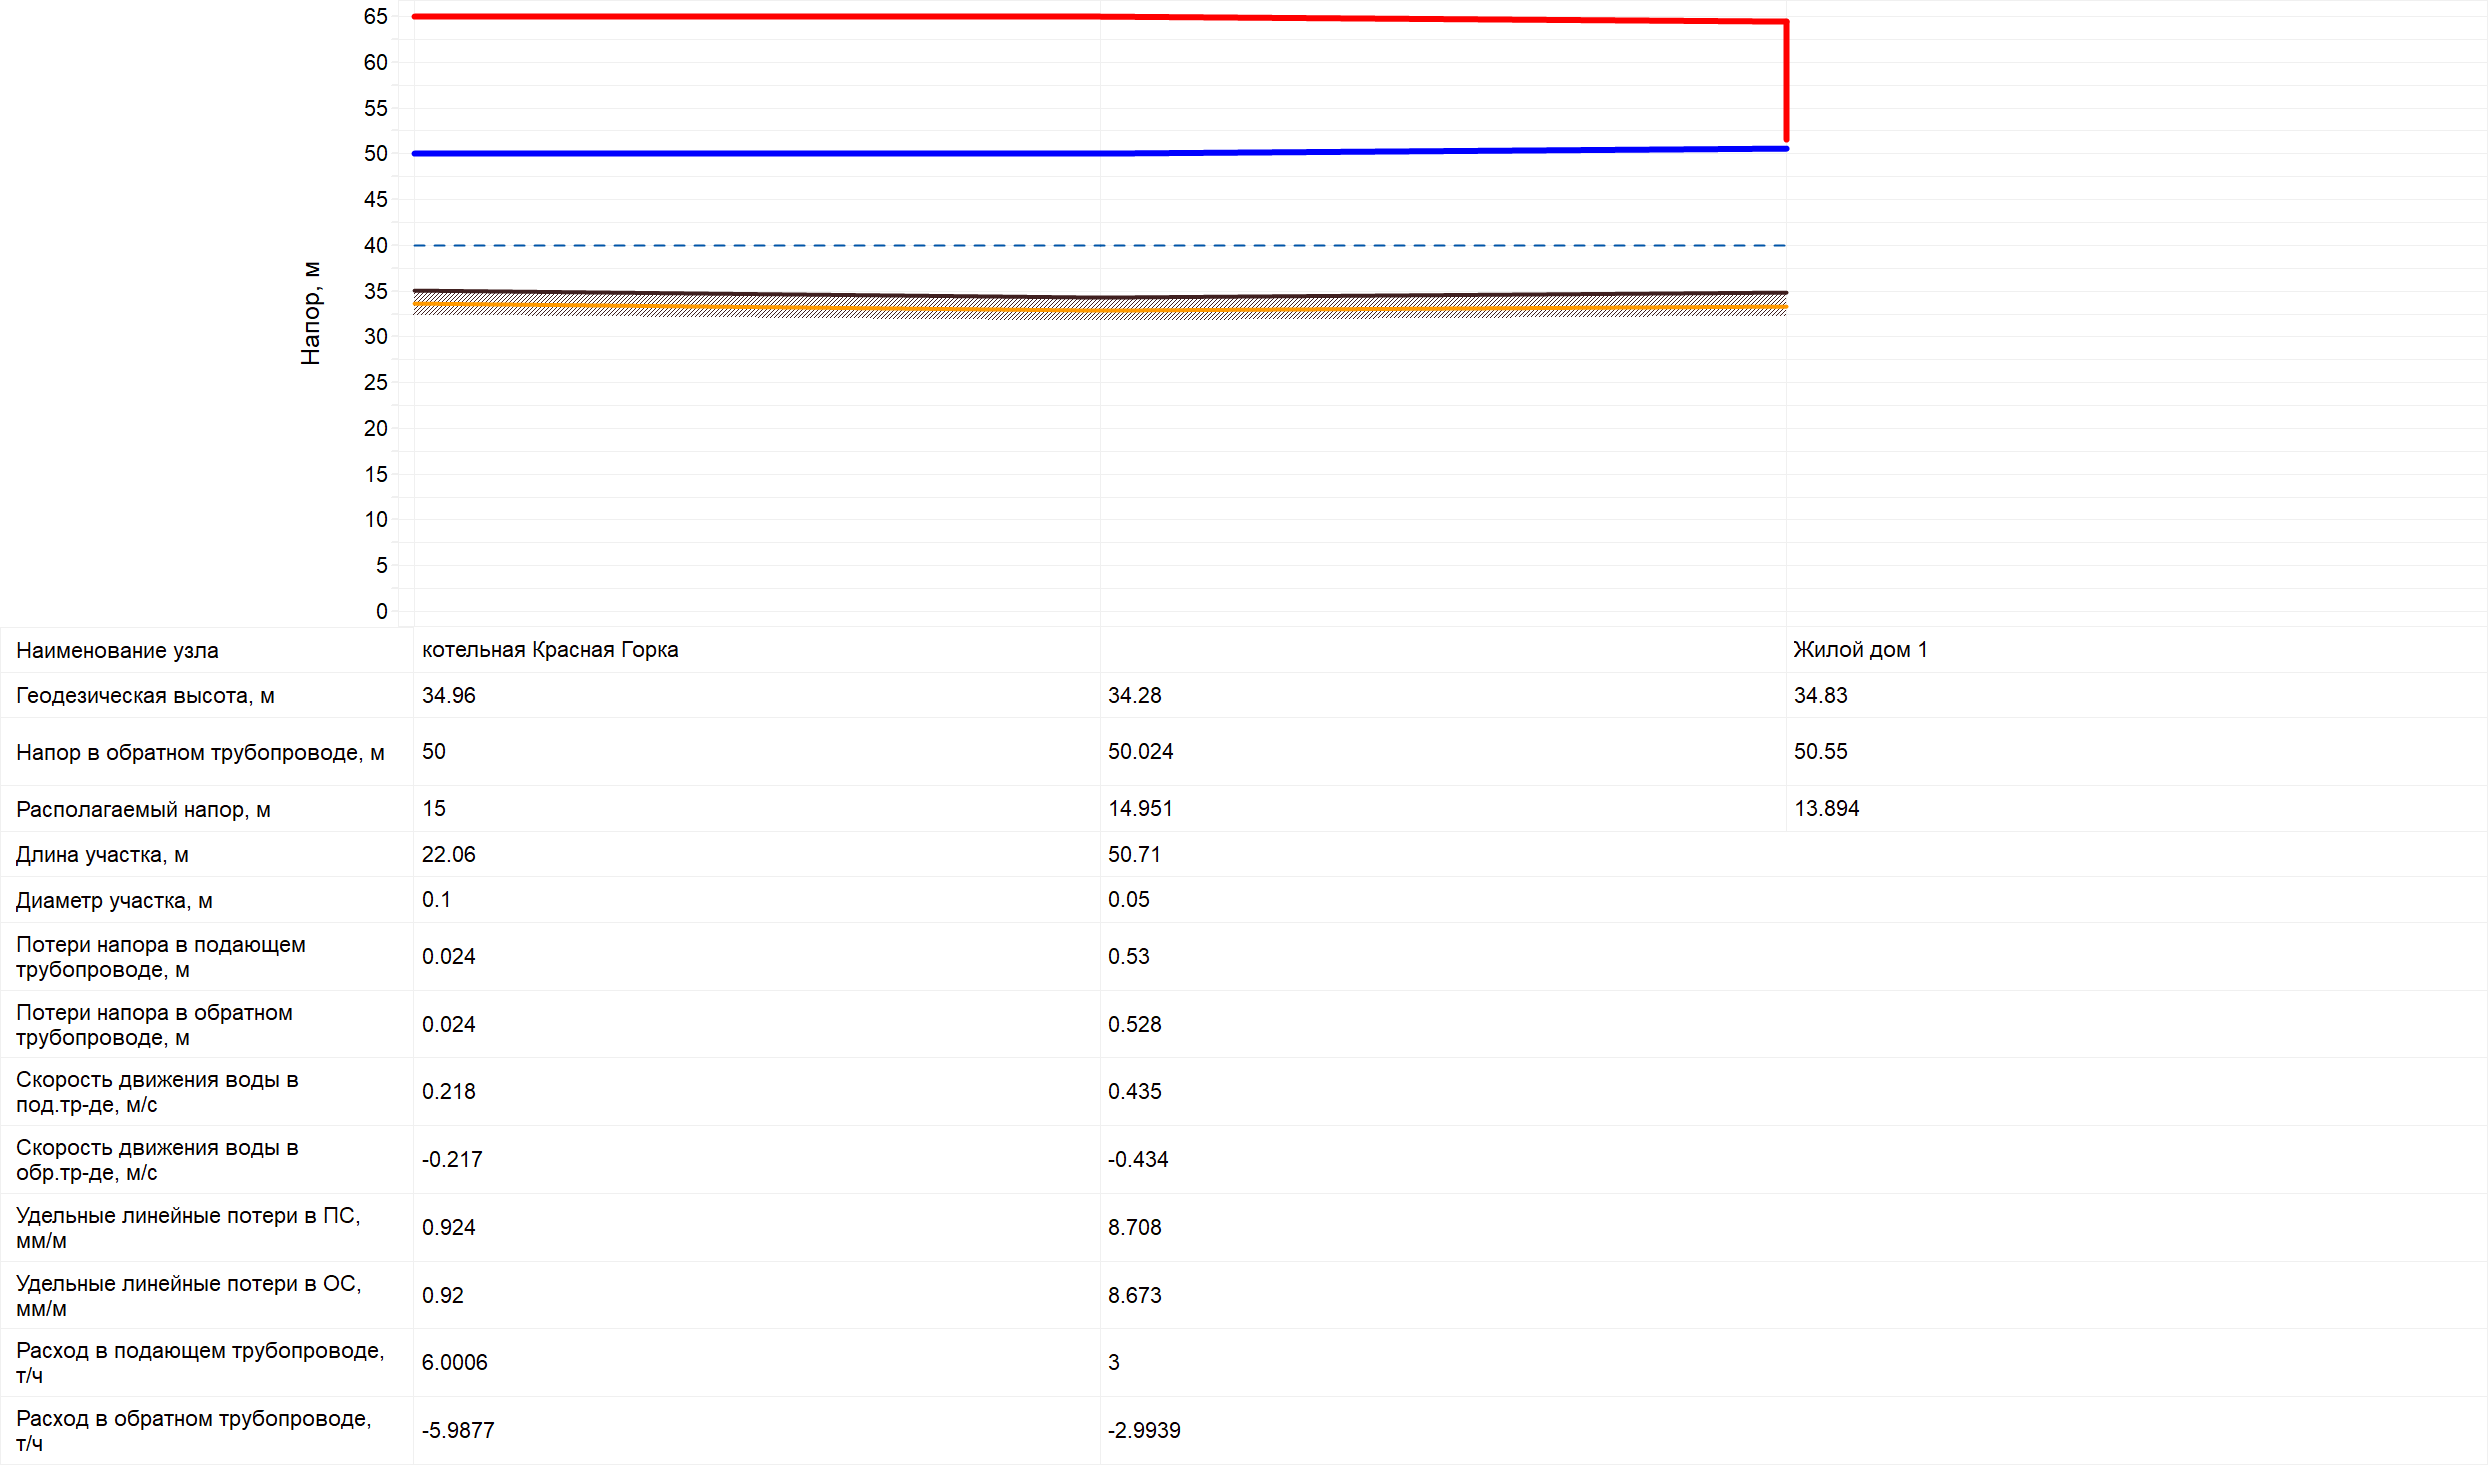 65
60
55
50
45
40
35
30
25
20
15
10
5
0
Напор, м
Наименование узла котельная Красная Горка Жилой дом 1
Геодезическая высота, м 34.96 34.28 34.83
Напор в обратном трубопроводе, м 50 50.024 50.55
Располагаемый напор, м 15 14.951 13.894
Длина участка, м 22.06 50.71
Диаметр участка, м 0.1 0.05
Потери напора в подающем
трубопроводе, м 0.024 0.53
Потери напора в обратном
трубопроводе, м 0.024 0.528
Скорость движения воды в
под.тр-де, м/с 0.218 0.435
Скорость движения воды в
обр.тр-де, м/с -0.217 -0.434
Удельные линейные потери в ПС,
мм/м 0.924 8.708
Удельные линейные потери в ОС,
мм/м 0.92 8.673
Расход в подающем трубопроводе,
т/ч 6.0006 3
Расход в обратном трубопроводе,
т/ч -5.9877 -2.9939